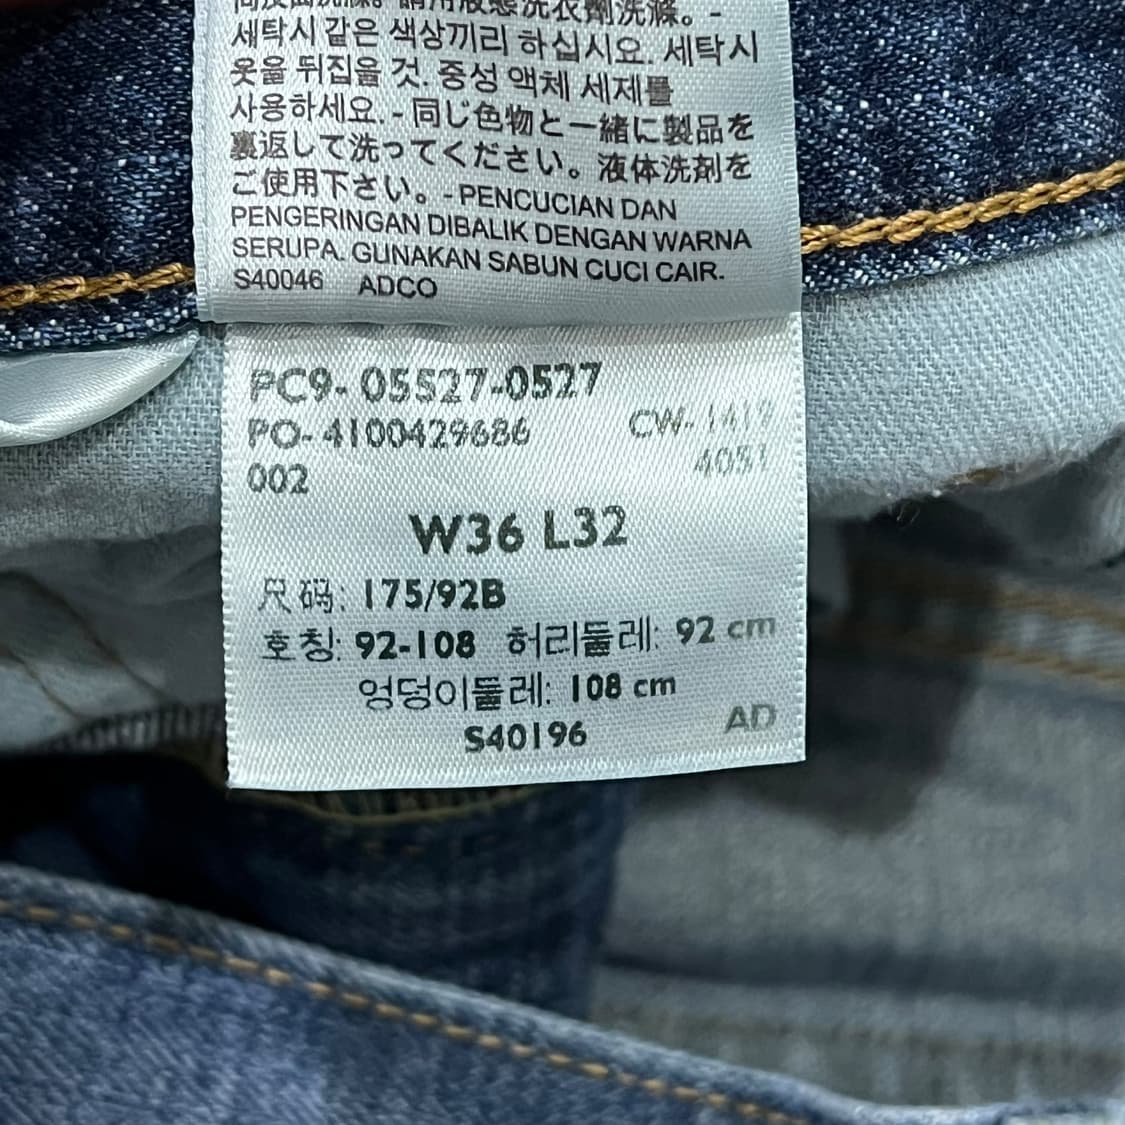 세탁시 같은 색상끼리 하십시요. 세탁시
옷을 뒤집을 것. 중성 액체 세제를
사용하세요. - 同じ色物と一緒に製品を
裏返して洗ってください。液体洗剤を
ご使用下さい。- PENCUCIAN DAN
PENGERINGAN DIBALIK DENGAN WARNA
SERUPA. GUNAKAN SABUN CUCI CAIR.
S40046 ADCO
PC9- 05527-0527
PO- 4100429686 CW- 1419
002 4051
W36 L32
尺码: 175/92B
호칭: 92-108 허리둘레: 92 cm
엉덩이둘레: 108 cm
S40196 AD